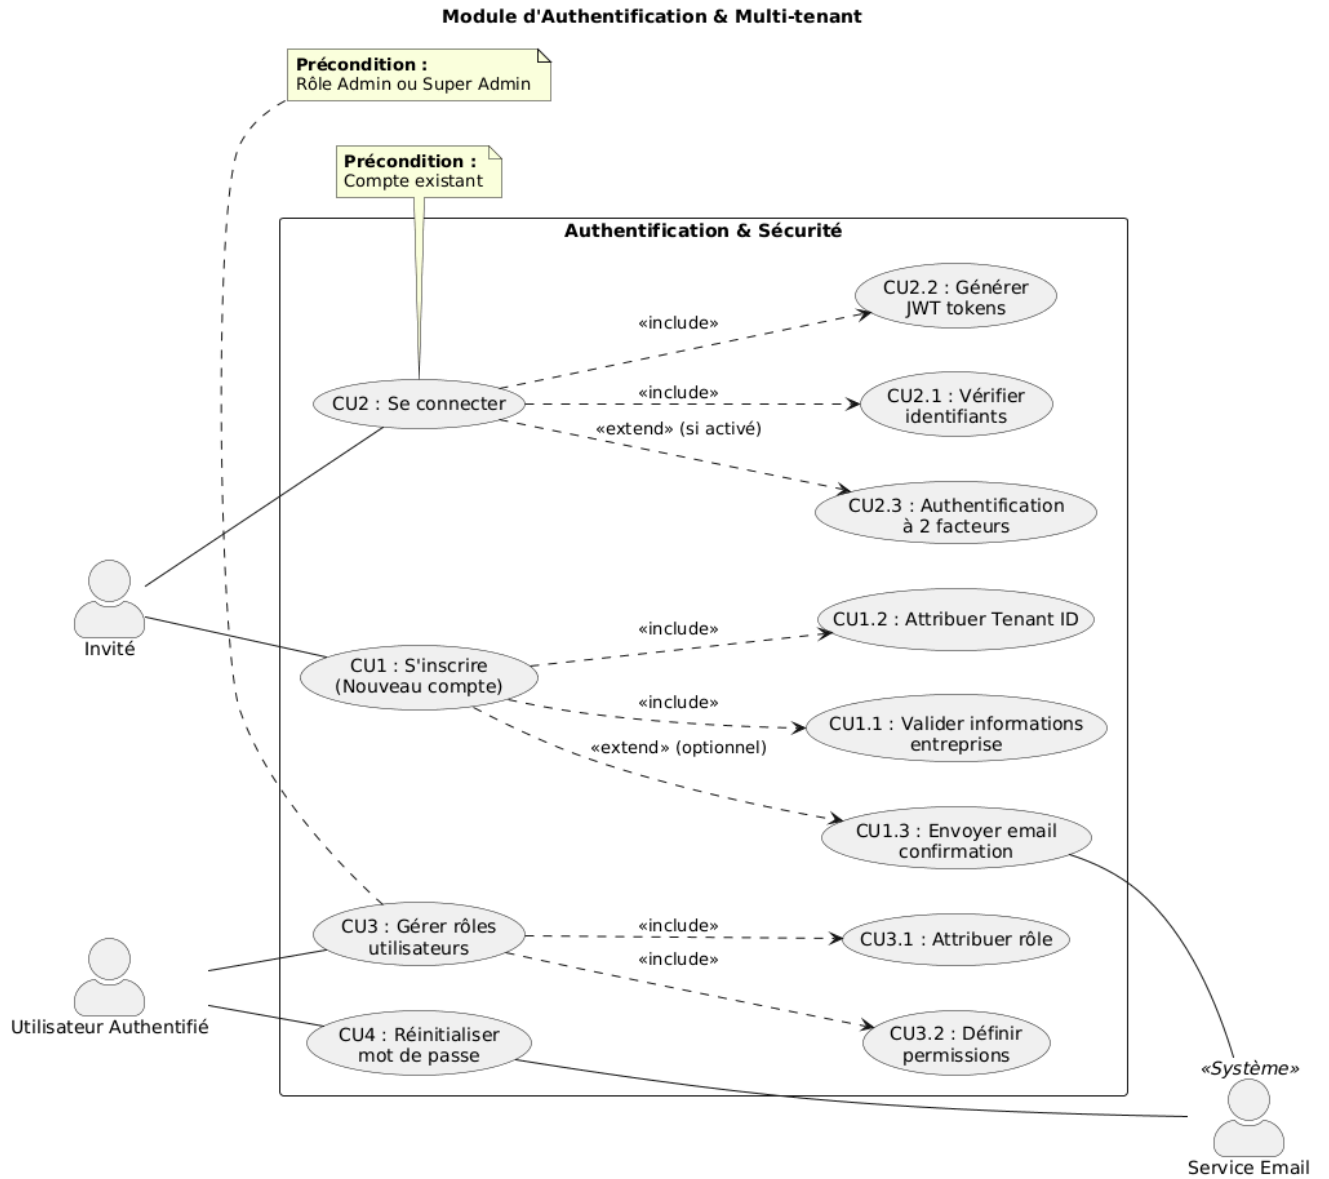 Module d'Authentification & Multi-tenant
Précondition :
Rôle Admin ou Super Admin
Précondition :
Compte existant
Authentification & Sécurité
CU2.2 : Générer
JWT tokens
«include»
CU2 : Se connecter
«include»
CU2.1 : Vérifier
identifiants
«extend» (si activé)
CU2.3 : Authentification
à 2 facteurs
Invité
CU1 : S'inscrire
(Nouveau compte)
«include»
CU1.2 : Attribuer Tenant ID
«include»
CU1.1 : Valider informations
entreprise
«extend» (optionnel)
CU1.3 : Envoyer email
confirmation
Utilisateur Authentifié
CU3 : Gérer rôles
utilisateurs
«include»
CU3.1 : Attribuer rôle
«include»
CU3.2 : Définir
permissions
CU4 : Réinitialiser
mot de passe
«Système»
Service Email